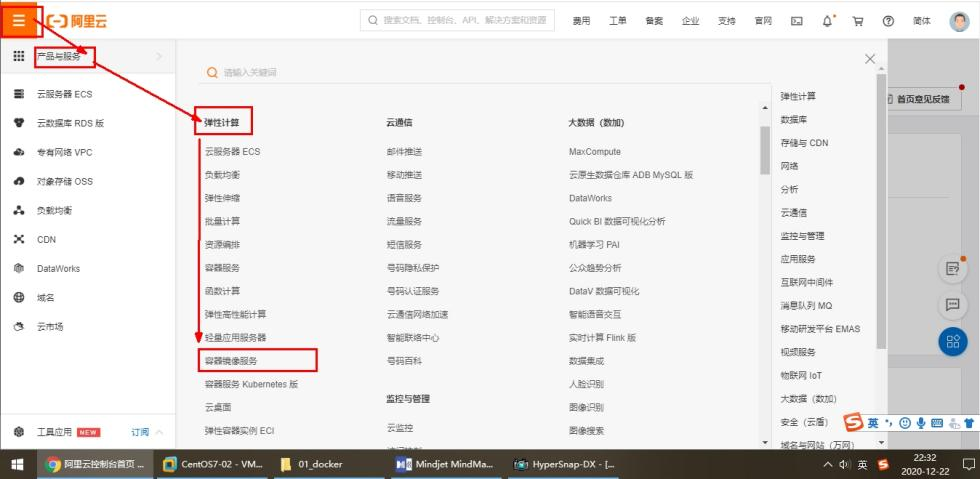 阿里云
搜索文档、控制台、API、解决方案和资源
费用 工单 备案 企业 支持 官网 简体
产品与服务
云服务器 ECS
云数据库 RDS 版
专有网络 VPC
对象存储 OSS
负载均衡
CDN
DataWorks
域名
云市场
工具应用 NEW 订阅
请输入关键词
弹性计算
云服务器 ECS
负载均衡
弹性伸缩
批量计算
资源编排
容器服务
函数计算
弹性高性能计算
轻量应用服务器
容器镜像服务
容器服务 Kubernetes 版
云桌面
弹性容器实例 ECI
云通信
邮件推送
移动推送
语音服务
流量服务
短信服务
号码隐私保护
号码认证服务
云通信网络加速
智能联络中心
号码百科
监控与管理
云监控
大数据（数加）
MaxCompute
云原生数据仓库 ADB MySQL 版
DataWorks
Quick BI 数据可视化分析
机器学习 PAI
公众趋势分析
DataV 数据可视化
智能语音交互
实时计算 Flink 版
数据集成
人脸识别
图像识别
图像搜索
弹性计算
数据库
存储与 CDN
网络
分析
云通信
监控与管理
应用服务
互联网中间件
消息队列 MQ
移动研发平台 EMAS
视频服务
物联网 IoT
大数据（数加）
安全（云盾）
域名与网站（万网）
首页意见反馈
英
阿里云控制台首页 ...
CentOS7-02 - VM...
01_docker
Mindjet MindMa...
HyperSnap-DX - [...
英
22:32
2020-12-22